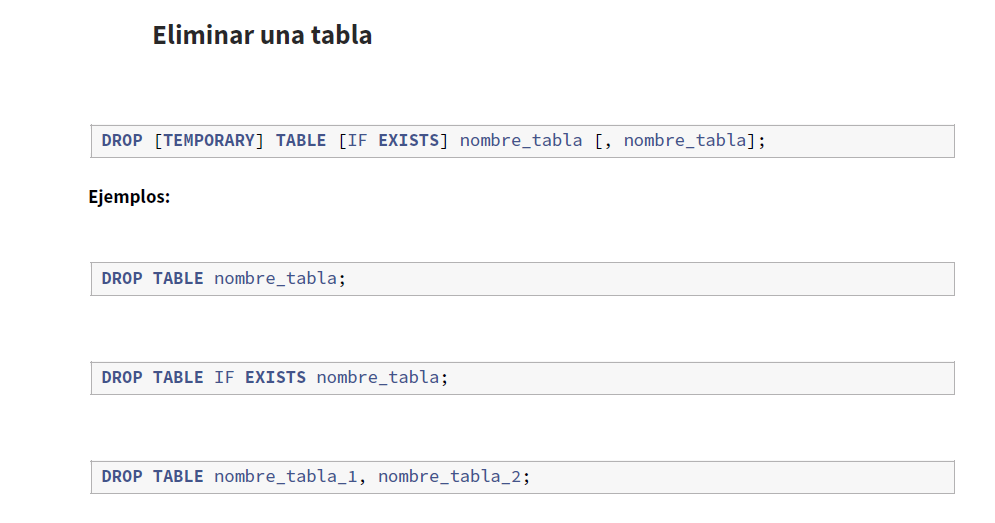 Eliminar una tabla
DROP [TEMPORARY] TABLE [IF EXISTS] nombre_tabla [, nombre_tabla];
Ejemplos:
DROP TABLE nombre_tabla;
DROP TABLE IF EXISTS nombre_tabla;
DROP TABLE nombre_tabla_1, nombre_tabla_2;